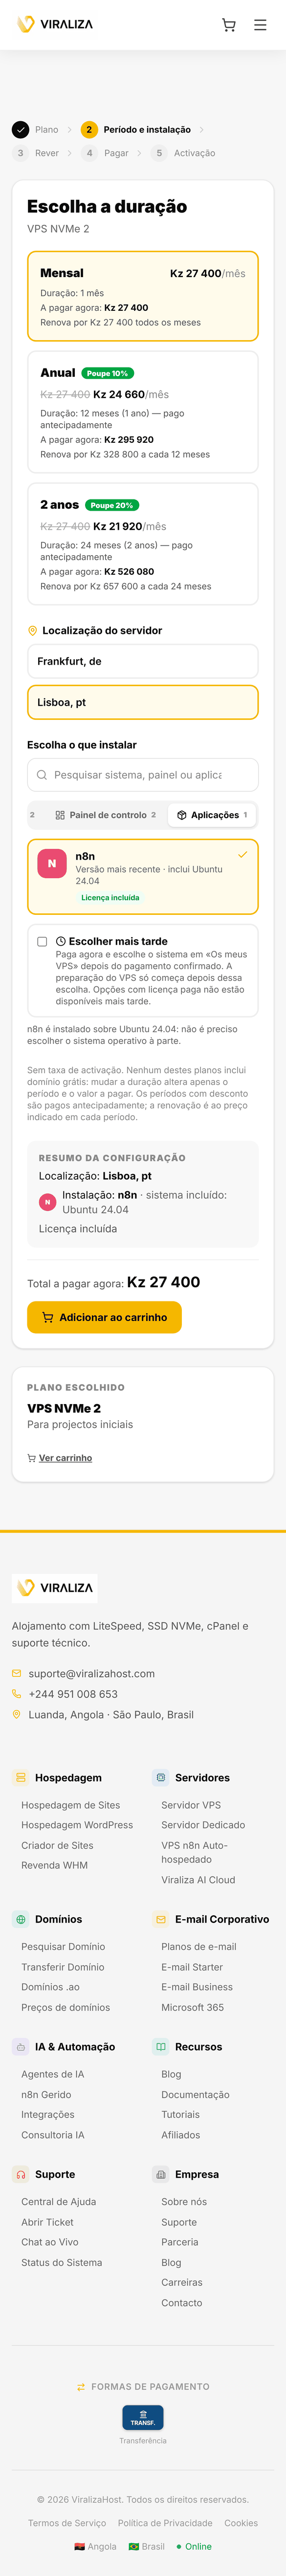 VIRALIZA
Plano
2 Período e instalação
3 Rever
4 Pagar
5 Activação
Escolha a duração
VPS NVMe 2
Mensal Kz 27 400/mês
Duração: 1 mês
A pagar agora: Kz 27 400
Renova por Kz 27 400 todos os meses
Anual Poupe 10%
Kz 27 400 Kz 24 660/mês
Duração: 12 meses (1 ano) — pago
antecipadamente
A pagar agora: Kz 295 920
Renova por Kz 328 800 a cada 12 meses
2 anos Poupe 20%
Kz 27 400 Kz 21 920/mês
Duração: 24 meses (2 anos) — pago
antecipadamente
A pagar agora: Kz 526 080
Renova por Kz 657 600 a cada 24 meses
Localização do servidor
Frankfurt, de
Lisboa, pt
Escolha o que instalar
Pesquisar sistema, painel ou aplica
2 Painel de controlo 2 Aplicações 1
N
n8n
Versão mais recente · inclui Ubuntu
24.04
Licença incluída
Escolher mais tarde
Paga agora e escolhe o sistema em «Os meus
VPS» depois do pagamento confirmado. A
preparação do VPS só começa depois dessa
escolha. Opções com licença paga não estão
disponíveis mais tarde.
n8n é instalado sobre Ubuntu 24.04: não é preciso
escolher o sistema operativo à parte.
Sem taxa de activação. Nenhum destes planos inclui
domínio grátis: mudar a duração altera apenas o
período e o valor a pagar. Os períodos com desconto
são pagos antecipadamente; a renovação é ao preço
indicado em cada período.
RESUMO DA CONFIGURAÇÃO
Localização: Lisboa, pt
N Instalação: n8n · sistema incluído:
Ubuntu 24.04
Licença incluída
Total a pagar agora: Kz 27 400
Adicionar ao carrinho
PLANO ESCOLHIDO
VPS NVMe 2
Para projectos iniciais
Ver carrinho
VIRALIZA
Alojamento com LiteSpeed, SSD NVMe, cPanel e
suporte técnico.
suporte@viralizahost.com
+244 951 008 653
Luanda, Angola · São Paulo, Brasil
Hospedagem
Hospedagem de Sites
Hospedagem WordPress
Criador de Sites
Revenda WHM
Servidores
Servidor VPS
Servidor Dedicado
VPS n8n Auto-
hospedado
Viraliza AI Cloud
Domínios
Pesquisar Domínio
Transferir Domínio
Domínios .ao
Preços de domínios
E-mail Corporativo
Planos de e-mail
E-mail Starter
E-mail Business
Microsoft 365
IA & Automação
Agentes de IA
n8n Gerido
Integrações
Consultoria IA
Recursos
Blog
Documentação
Tutoriais
Afiliados
Suporte
Central de Ajuda
Abrir Ticket
Chat ao Vivo
Status do Sistema
Empresa
Sobre nós
Suporte
Parceria
Blog
Carreiras
Contacto
FORMAS DE PAGAMENTO
TRANSF.
Transferência
© 2026 ViralizaHost. Todos os direitos reservados.
Termos de Serviço Política de Privacidade Cookies
Angola Brasil Online